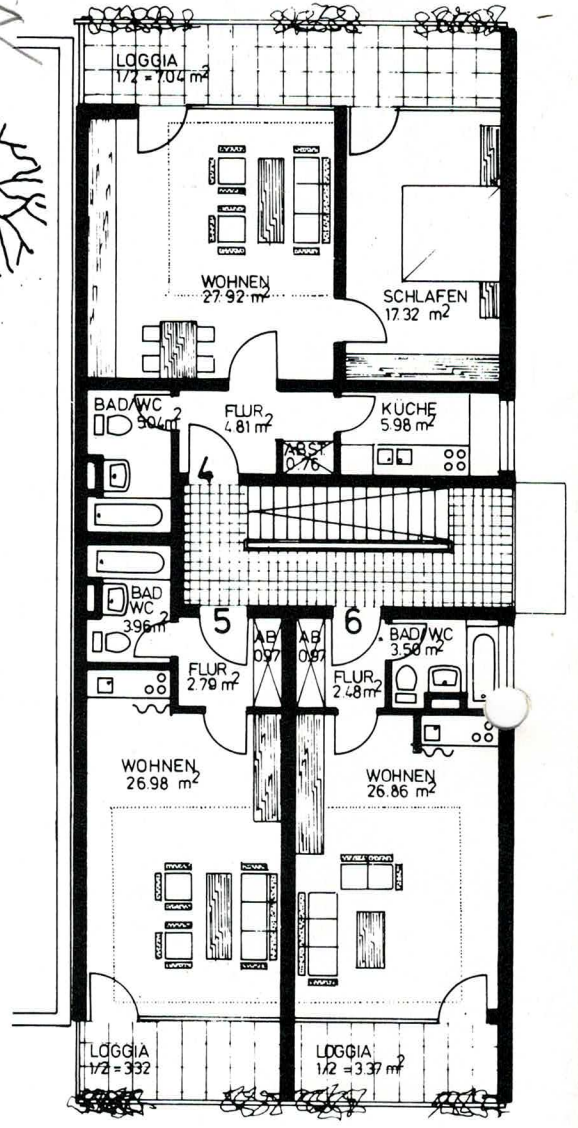 LOGGIA
1/2 = 7.04 m²
WOHNEN
27.92 m²
SCHLAFEN
17.32 m²
BAD/WC
5.04 m²
FLUR
4.81 m²
KÜCHE
5.98 m²
ABST.
0.76
4
5
6
BAD
WC
3.96 m²
AB
0.97
AB
0.97
BAD/WC
3.50 m²
FLUR
2.79 m²
FLUR
2.48 m²
WOHNEN
26.98 m²
WOHNEN
26.86 m²
LOGGIA
1/2 = 3.32
LOGGIA
1/2 = 3.37 m²